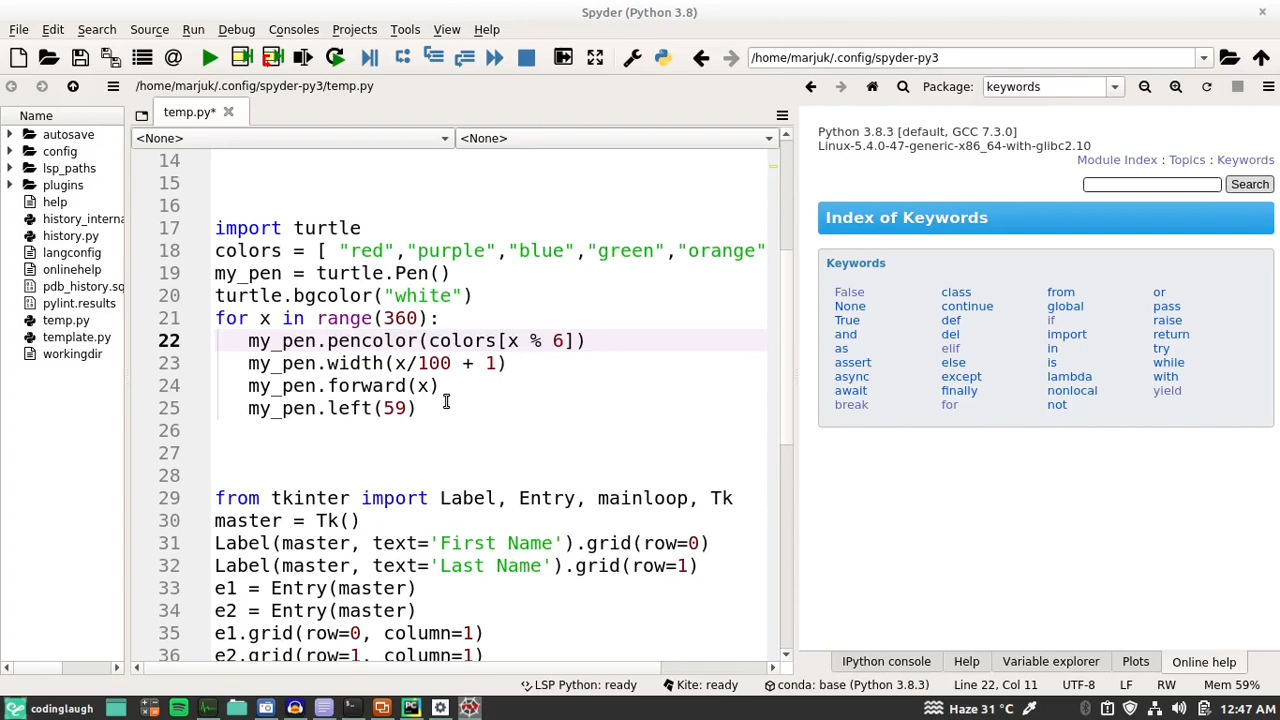 Spyder (Python 3.8)
File Edit Search Source Run Debug Consoles Projects Tools View Help
/home/marjuk/.config/spyder-py3
/home/marjuk/.config/spyder-py3/temp.py
Package: keywords
Name
autosave
config
lsp_paths
plugins
help
history_interna
history.py
langconfig
onlinehelp
pdb_history.sq
pylint.results
temp.py
template.py
workingdir
temp.py*
<None> <None>
14
15
16
17 import turtle
18 colors = [ "red","purple","blue","green","orange"
19 my_pen = turtle.Pen()
20 turtle.bgcolor("white")
21 for x in range(360):
22 my_pen.pencolor(colors[x % 6])
23 my_pen.width(x/100 + 1)
24 my_pen.forward(x)
25 my_pen.left(59)
26
27
28
29 from tkinter import Label, Entry, mainloop, Tk
30 master = Tk()
31 Label(master, text='First Name').grid(row=0)
32 Label(master, text='Last Name').grid(row=1)
33 e1 = Entry(master)
34 e2 = Entry(master)
35 e1.grid(row=0, column=1)
36 e2.grid(row=1, column=1)
Python 3.8.3 [default, GCC 7.3.0]
Linux-5.4.0-47-generic-x86_64-with-glibc2.10
Module Index : Topics : Keywords
Search
Index of Keywords
Keywords
False class from or
None continue global pass
True def if raise
and del import return
as elif in try
assert else is while
async except lambda with
await finally nonlocal yield
break for not
IPython console Help Variable explorer Plots Online help
LSP Python: ready Kite: ready conda: base (Python 3.8.3) Line 22, Col 11 UTF-8 LF RW Mem 59%
codinglaugh Haze 31 °C 12:47 AM